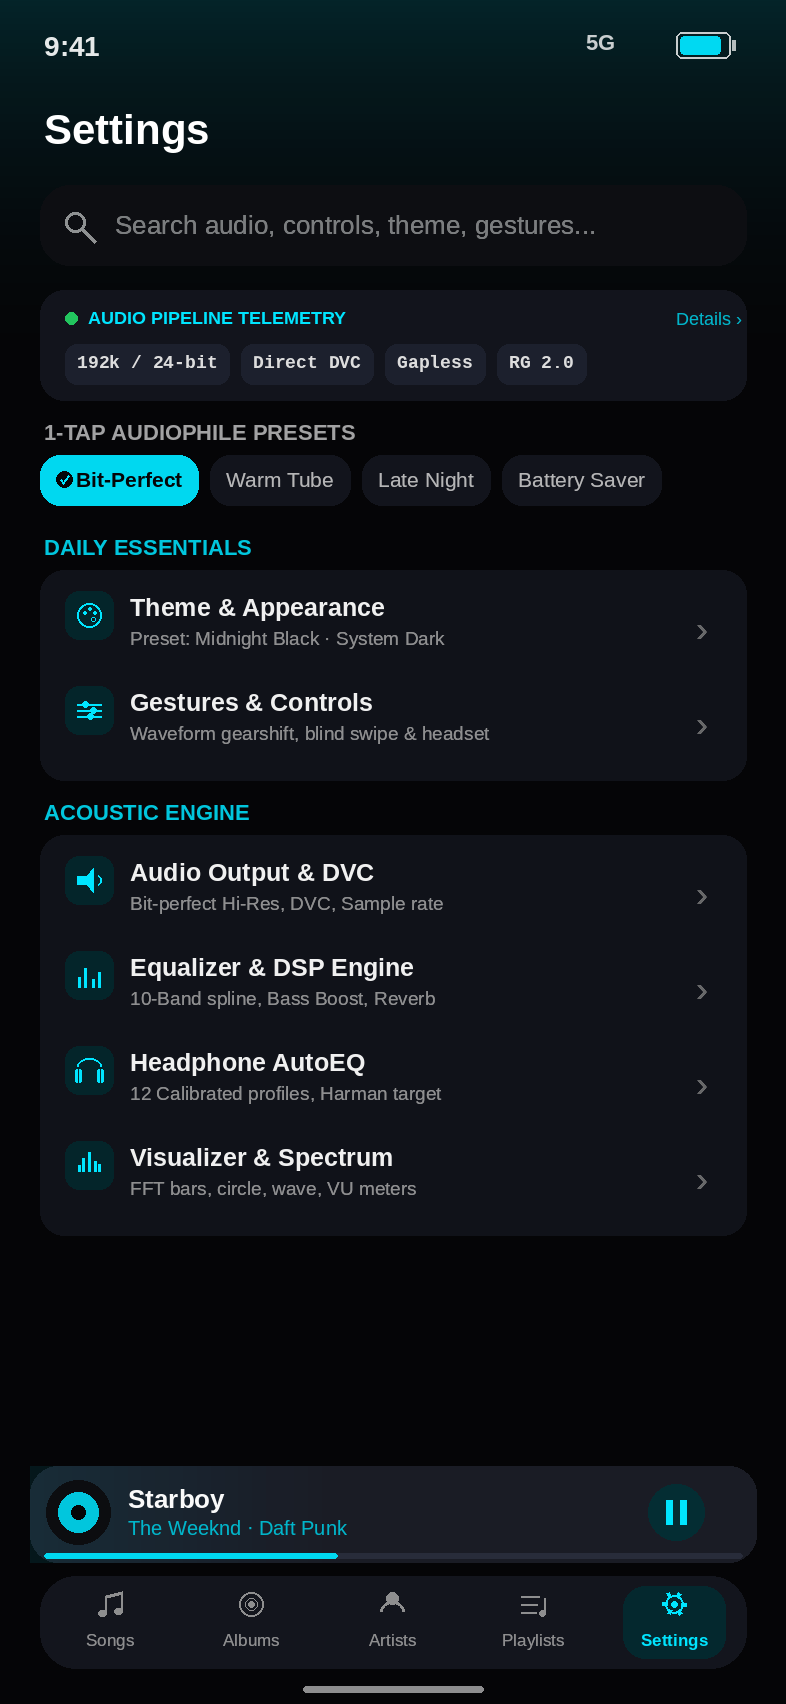 9:41
5G
Settings
Search audio, controls, theme, gestures...
AUDIO PIPELINE TELEMETRY
Details ›
192k / 24-bit
Direct DVC
Gapless
RG 2.0
1-TAP AUDIOPHILE PRESETS
Bit-Perfect
Warm Tube
Late Night
Battery Saver
DAILY ESSENTIALS
Theme & Appearance
Preset: Midnight Black · System Dark
Gestures & Controls
Waveform gearshift, blind swipe & headset
ACOUSTIC ENGINE
Audio Output & DVC
Bit-perfect Hi-Res, DVC, Sample rate
Equalizer & DSP Engine
10-Band spline, Bass Boost, Reverb
Headphone AutoEQ
12 Calibrated profiles, Harman target
Visualizer & Spectrum
FFT bars, circle, wave, VU meters
Starboy
The Weeknd · Daft Punk
Songs
Albums
Artists
Playlists
Settings